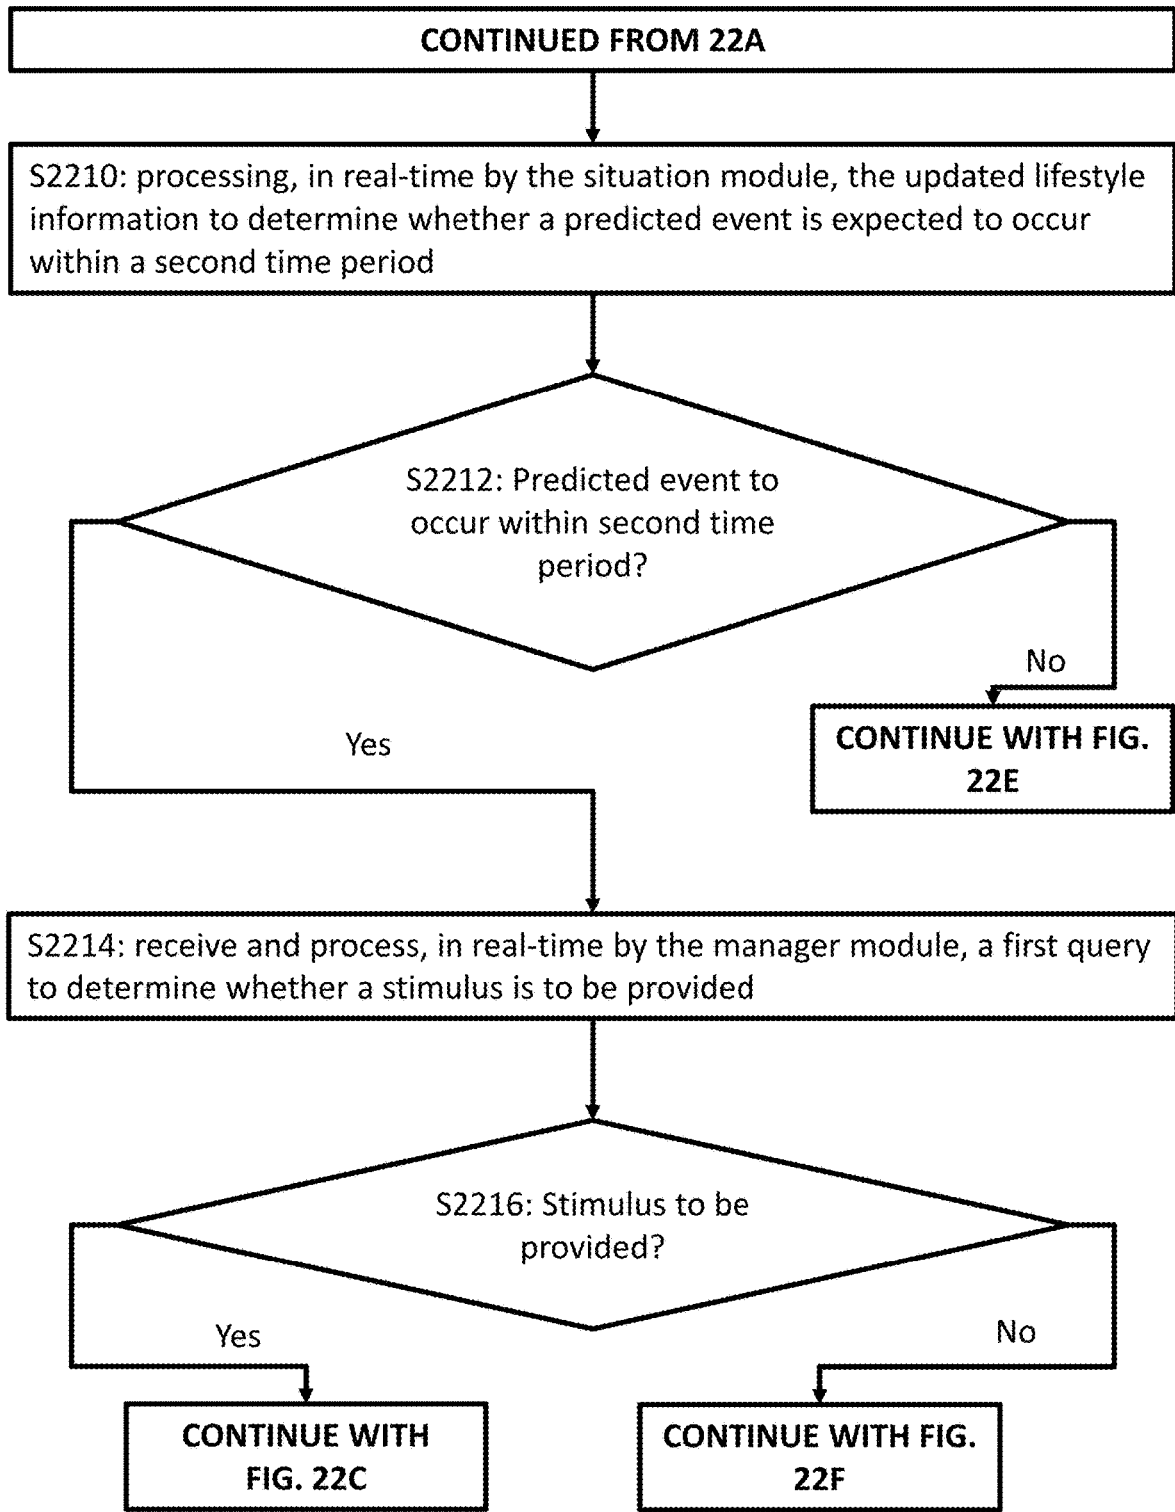 CONTINUED FROM 22A
S2210: processing, in real-time by the situation module, the updated lifestyle
information to determine whether a predicted event is expected to occur
within a second time period
S2212: Predicted event to
occur within second time
period?
No
CONTINUE WITH FIG.
22E
Yes
S2214: receive and process, in real-time by the manager module, a first query
to determine whether a stimulus is to be provided
S2216: Stimulus to be
provided?
Yes
No
CONTINUE WITH
FIG. 22C
CONTINUE WITH FIG.
22F